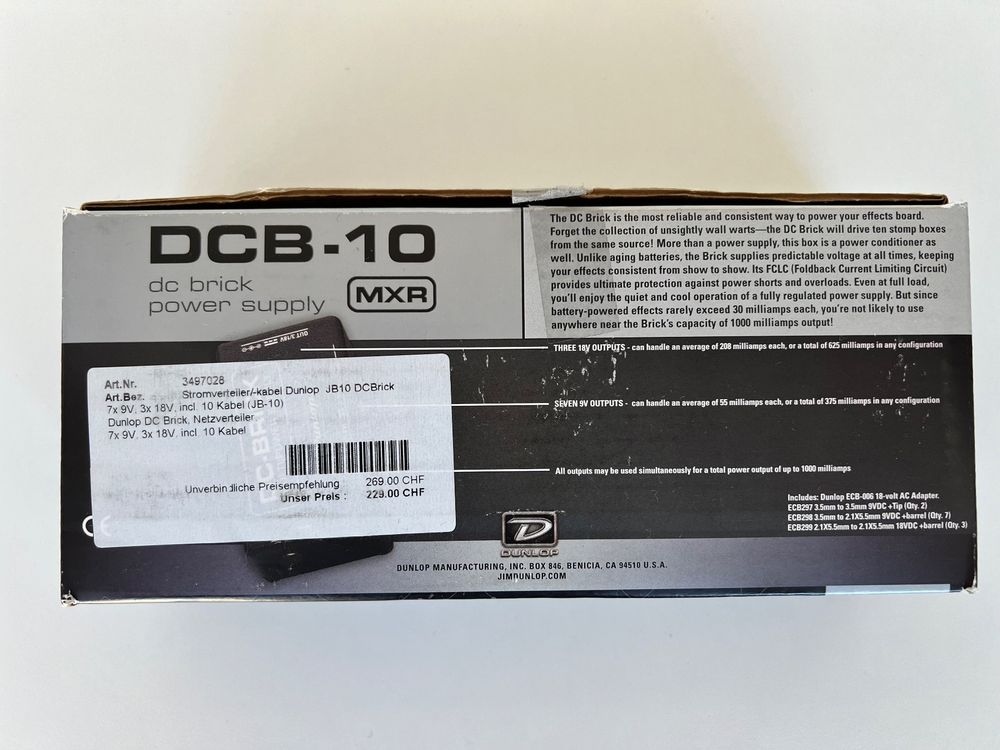 DCB-10
dc brick
power supply
MXR
The DC Brick is the most reliable and consistent way to power your effects board.
Forget the collection of unsightly wall warts—the DC Brick will drive ten stomp boxes
from the same source! More than a power supply, this box is a power conditioner as
well. Unlike aging batteries, the Brick supplies predictable voltage at all times, keeping
your effects consistent from show to show. Its FCLC (Foldback Current Limiting Circuit)
provides ultimate protection against power shorts and overloads. Even at full load,
you'll enjoy the quiet and cool operation of a fully regulated power supply. But since
battery-powered effects rarely exceed 30 milliamps each, you're not likely to use
anywhere near the Brick's capacity of 1000 milliamps output!
OUT 3/18V
THREE 18V OUTPUTS - can handle an average of 208 milliamps each, or a total of 625 milliamps in any configuration
SEVEN 9V OUTPUTS - can handle an average of 55 milliamps each, or a total of 375 milliamps in any configuration
All outputs may be used simultaneously for a total power output of up to 1000 milliamps
Art.Nr. 3497026
Art.Bez. Stromverteiler/-kabel Dunlop JB10 DCBrick
7x 9V, 3x 18V, incl. 10 Kabel (JB-10)
Dunlop DC Brick, Netzverteiler
7x 9V, 3x 18V, incl. 10 Kabel
Unverbindliche Preisempfehlung 269.00 CHF
Unser Preis : 229.00 CHF
DC-BRICK
CE
Includes: Dunlop ECB-006 18-volt AC Adapter.
ECB297 3.5mm to 3.5mm 9VDC +Tip (Qty. 2)
ECB298 3.5mm to 2.1X5.5mm 9VDC +barrel (Qty. 7)
ECB299 2.1X5.5mm to 2.1X5.5mm 18VDC +barrel (Qty. 3)
DUNLOP
DUNLOP MANUFACTURING, INC. BOX 846, BENICIA, CA 94510 U.S.A.
JIMDUNLOP.COM